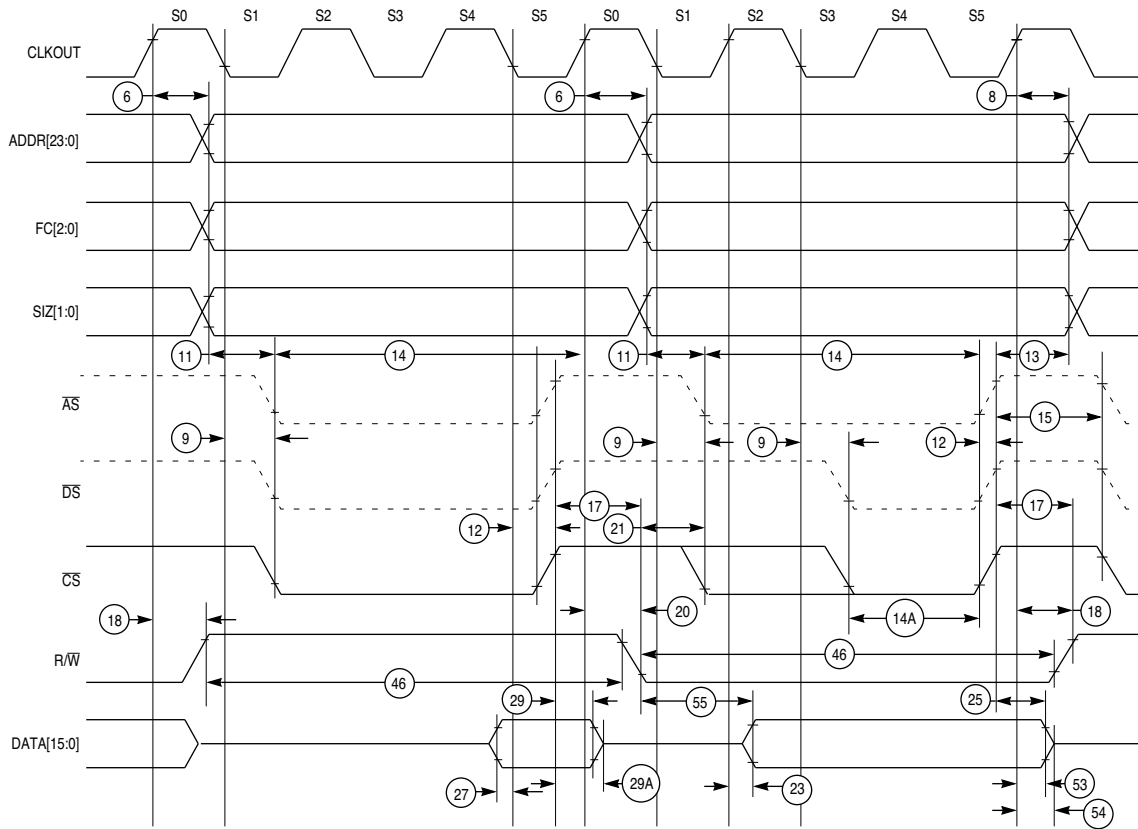 S0 S1 S2 S3 S4 S5 S0 S1 S2 S3 S4 S5
CLKOUT
6 6 8
ADDR[23:0]
FC[2:0]
SIZ[1:0]
11 14 11 14 13
AS
15
9 9 9 12
DS
12 17 21 17
CS
18 20 14A 18
R/W
46
46
29 55 25
DATA[15:0]
27 29A 23 53
54